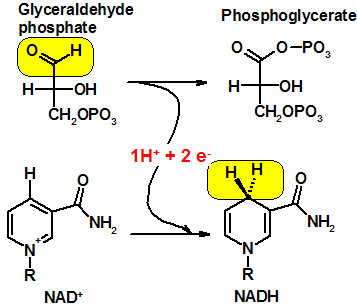 Glyceraldehyde
phosphate
Phosphoglycerate
O H
H OH
CH₂OPO₃
O O-PO₃
H OH
CH₂OPO₃
1H⁺ + 2 e⁻
H O
NH₂
N⁺
R
NAD⁺
H H O
NH₂
N
R
NADH